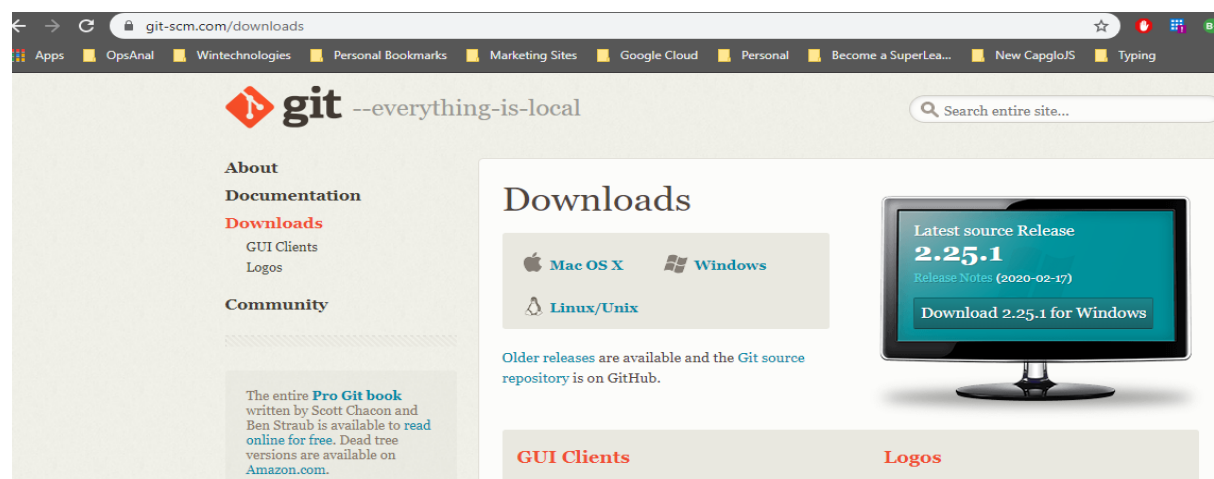 git-scm.com/downloads
Apps OpsAnal Wintechnologies Personal Bookmarks Marketing Sites Google Cloud Personal Become a SuperLea... New CapgloJS Typing
git --everything-is-local
Search entire site...
About
Documentation
Downloads
GUI Clients
Logos
Community
The entire Pro Git book
written by Scott Chacon and
Ben Straub is available to read
online for free. Dead tree
versions are available on
Amazon.com.
Downloads
Mac OS X Windows
Linux/Unix
Older releases are available and the Git source
repository is on GitHub.
Latest source Release
2.25.1
Release Notes (2020-02-17)
Download 2.25.1 for Windows
GUI Clients Logos